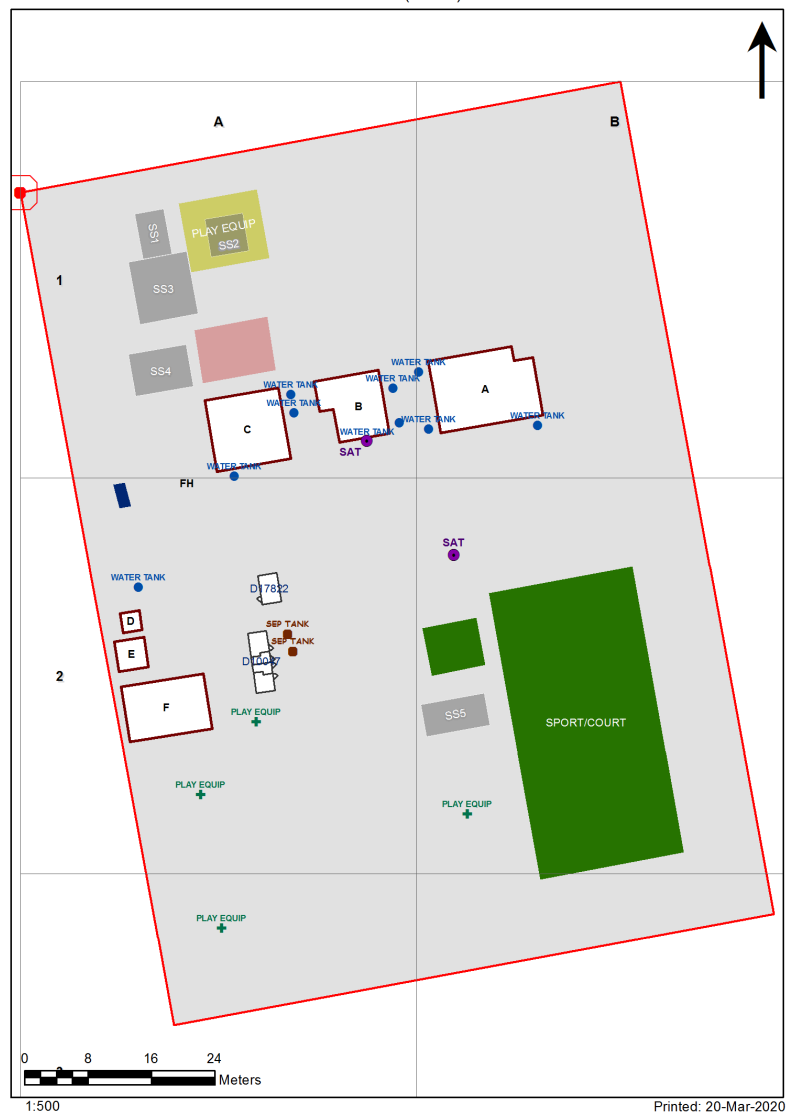 A
B
PLAY EQUIP
SS1
SS2
1
SS3
SS4
WATER TANK
WATER TANK
A
WATER TANK
WATER TANK
B
WATER TANK
WATER TANK
C
WATER TANK
SAT
WATER TANK
FH
SAT
WATER TANK
D17822
D
SEP TANK
SEP TANK
E
2
F
PLAY EQUIP
SS5
SPORT/COURT
PLAY EQUIP
PLAY EQUIP
PLAY EQUIP
0 8 16 24
Meters
1:500
Printed: 20-Mar-2020